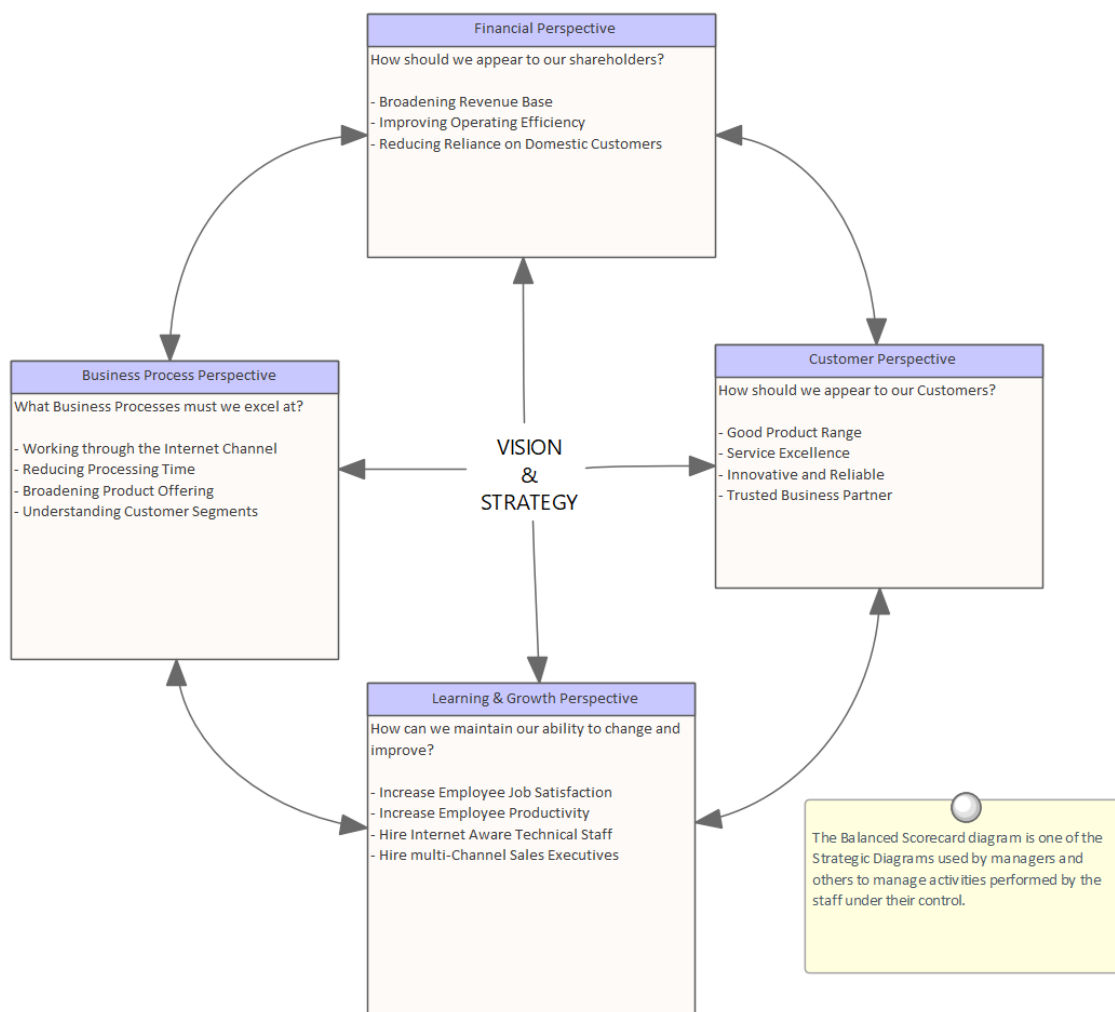 Financial Perspective
How should we appear to our shareholders?
- Broadening Revenue Base
- Improving Operating Efficiency
- Reducing Reliance on Domestic Customers
Business Process Perspective
What Business Processes must we excel at?
- Working through the Internet Channel
- Reducing Processing Time
- Broadening Product Offering
- Understanding Customer Segments
VISION
&
STRATEGY
Customer Perspective
How should we appear to our Customers?
- Good Product Range
- Service Excellence
- Innovative and Reliable
- Trusted Business Partner
Learning & Growth Perspective
How can we maintain our ability to change and
improve?
- Increase Employee Job Satisfaction
- Increase Employee Productivity
- Hire Internet Aware Technical Staff
- Hire multi-Channel Sales Executives
The Balanced Scorecard diagram is one of the
Strategic Diagrams used by managers and
others to manage activities performed by the
staff under their control.